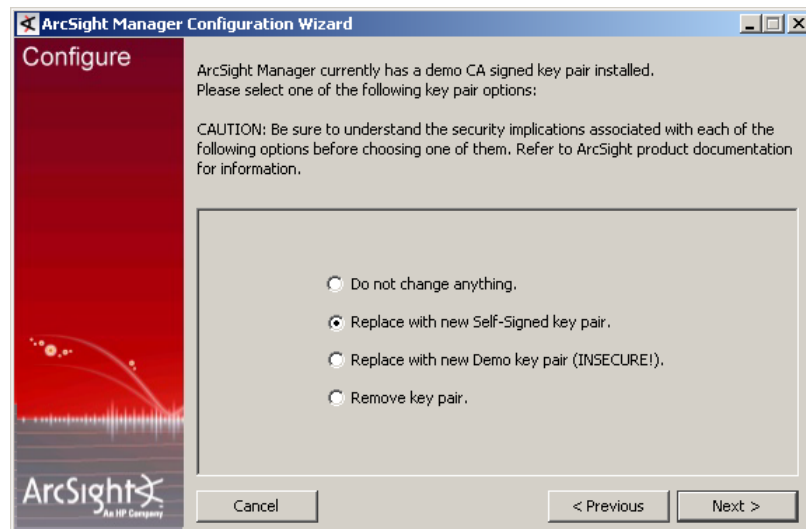 ArcSight Manager Configuration Wizard
Configure
ArcSight Manager currently has a demo CA signed key pair installed.
Please select one of the following key pair options:
CAUTION: Be sure to understand the security implications associated with each of the
following options before choosing one of them. Refer to ArcSight product documentation
for information.
Do not change anything.
Replace with new Self-Signed key pair.
Replace with new Demo key pair (INSECURE!).
Remove key pair.
ArcSight
An HP Company
Cancel
< Previous
Next >